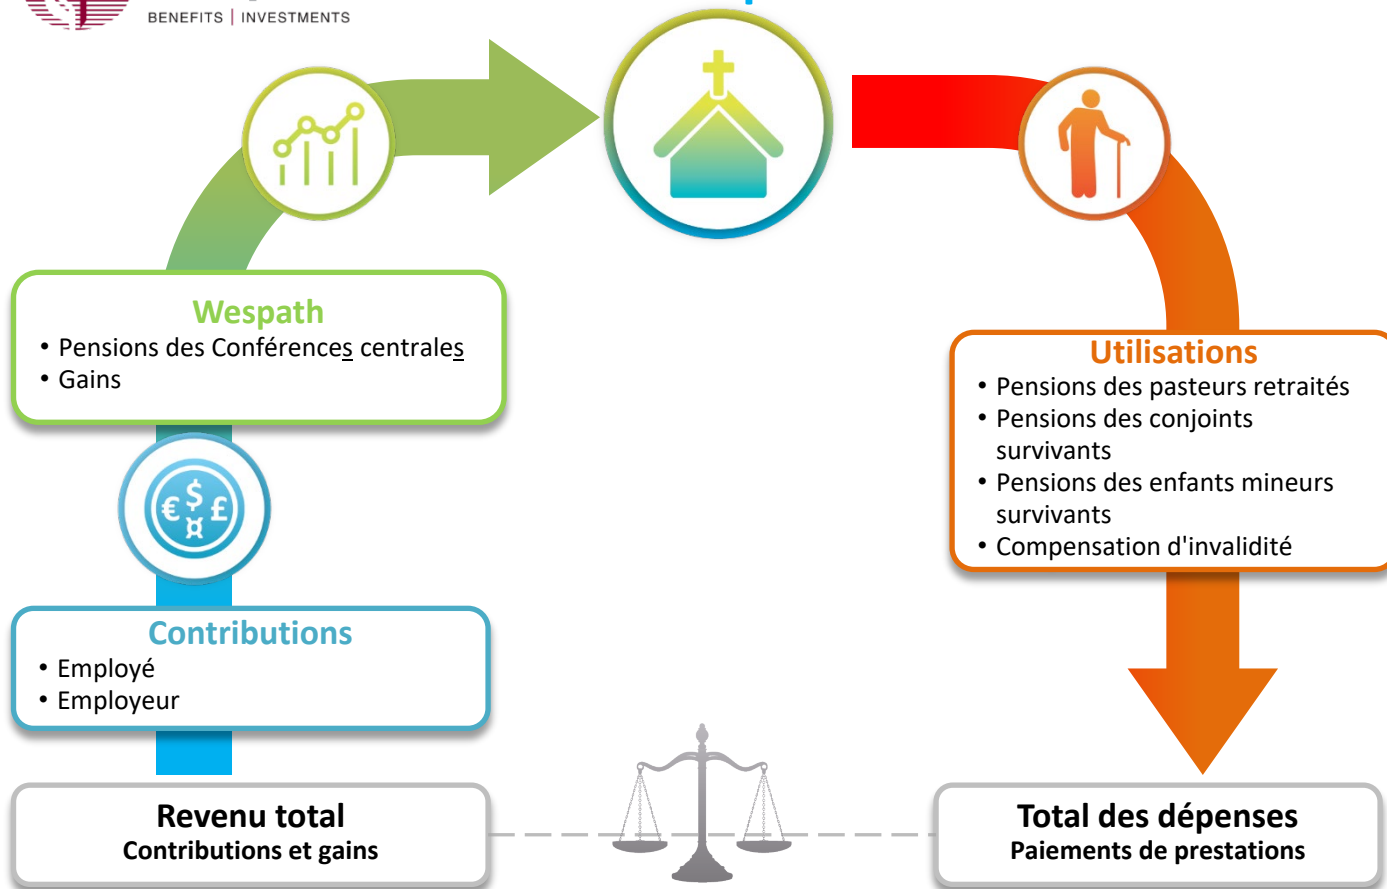 BENEFITS | INVESTMENTS
Wespath
• Pensions des Conférences centrales
• Gains
€ $ £ ¤
Contributions
• Employé
• Employeur
Revenu total
Contributions et gains
Utilisations
• Pensions des pasteurs retraités
• Pensions des conjoints
survivants
• Pensions des enfants mineurs
survivants
• Compensation d'invalidité
Total des dépenses
Paiements de prestations